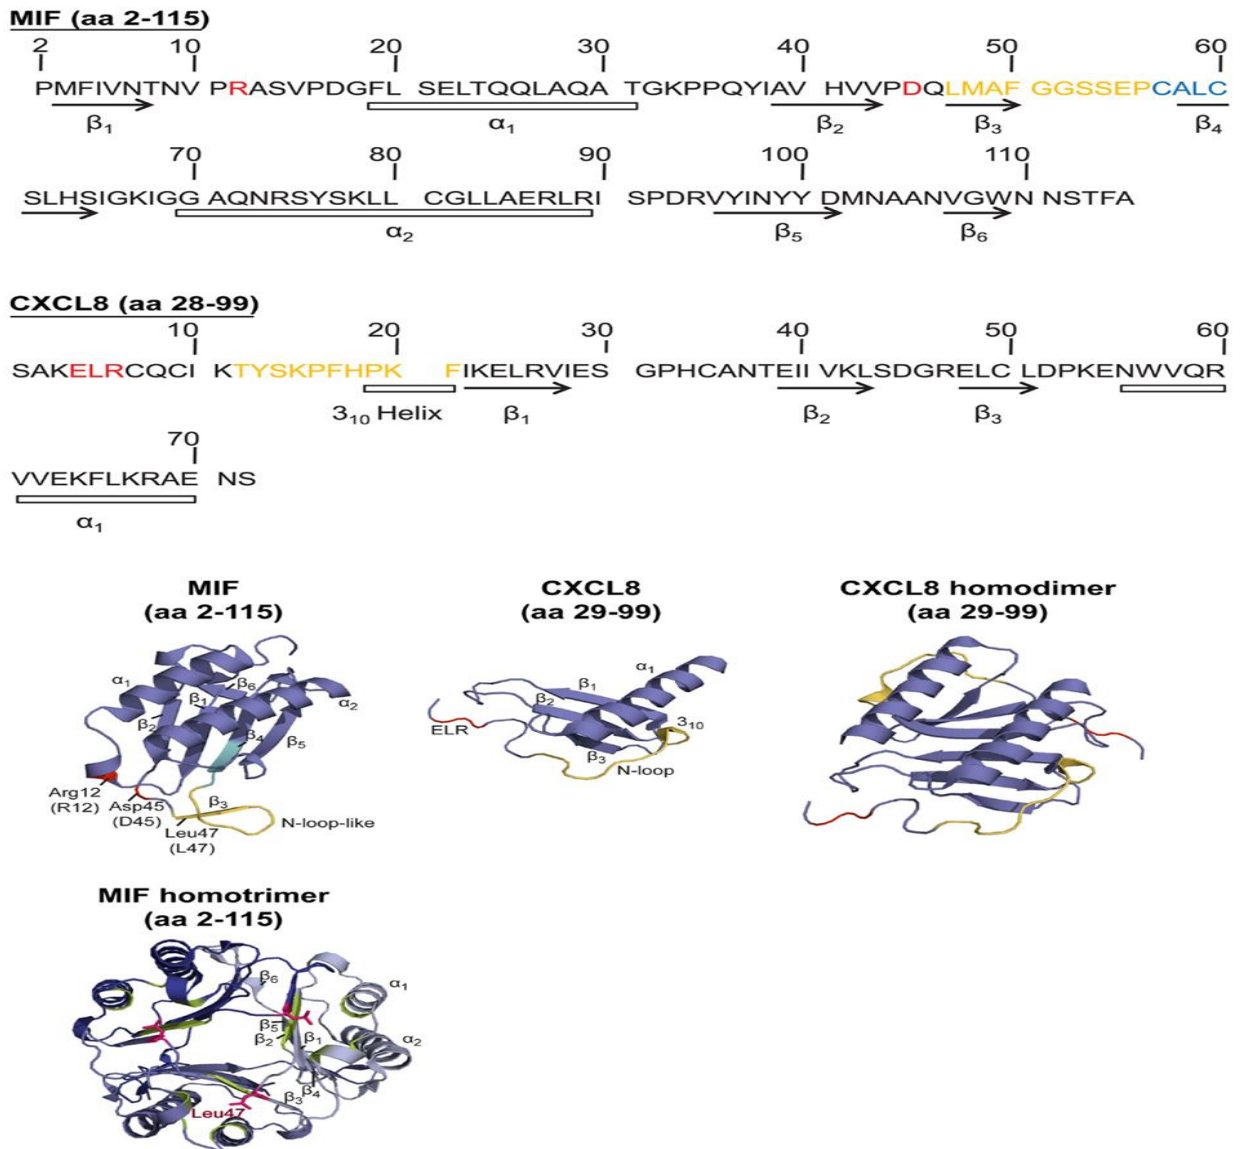 MIF (aa 2-115)
2 10 20 30 40 50 60
PMFIVNTNV PRASVPDGFL SELTQQLAQA TGKPPQYIAV HVVPDQLMAF GGSSEPCALC
β1 α1 β2 β3 β4
70 80 90 100 110
SLHSIGKIGG AQNRSYSKLL CGLLAERLRI SPDRVYINYY DMNAANVGWN NSTFA
α2 β5 β6
CXCL8 (aa 28-99)
10 20 30 40 50 60
SAKELRCQCI KTYSKPFHPK FIKELRVIES GPHCANTEII VKLSDGRELC LDPKENWVQR
310 Helix β1 β2 β3
70
VVEKFLKRAE NS
α1
MIF
(aa 2-115)
α1
β1
β6
β2
α2
β4
β5
Arg12
(R12)
Asp45
(D45)
β3
Leu47
(L47)
N-loop-like
CXCL8
(aa 29-99)
α1
β1
β2
310
ELR
β3
N-loop
CXCL8 homodimer
(aa 29-99)
MIF homotrimer
(aa 2-115)
β6
α1
β5
β2
β1
α2
β4
β3
Leu47